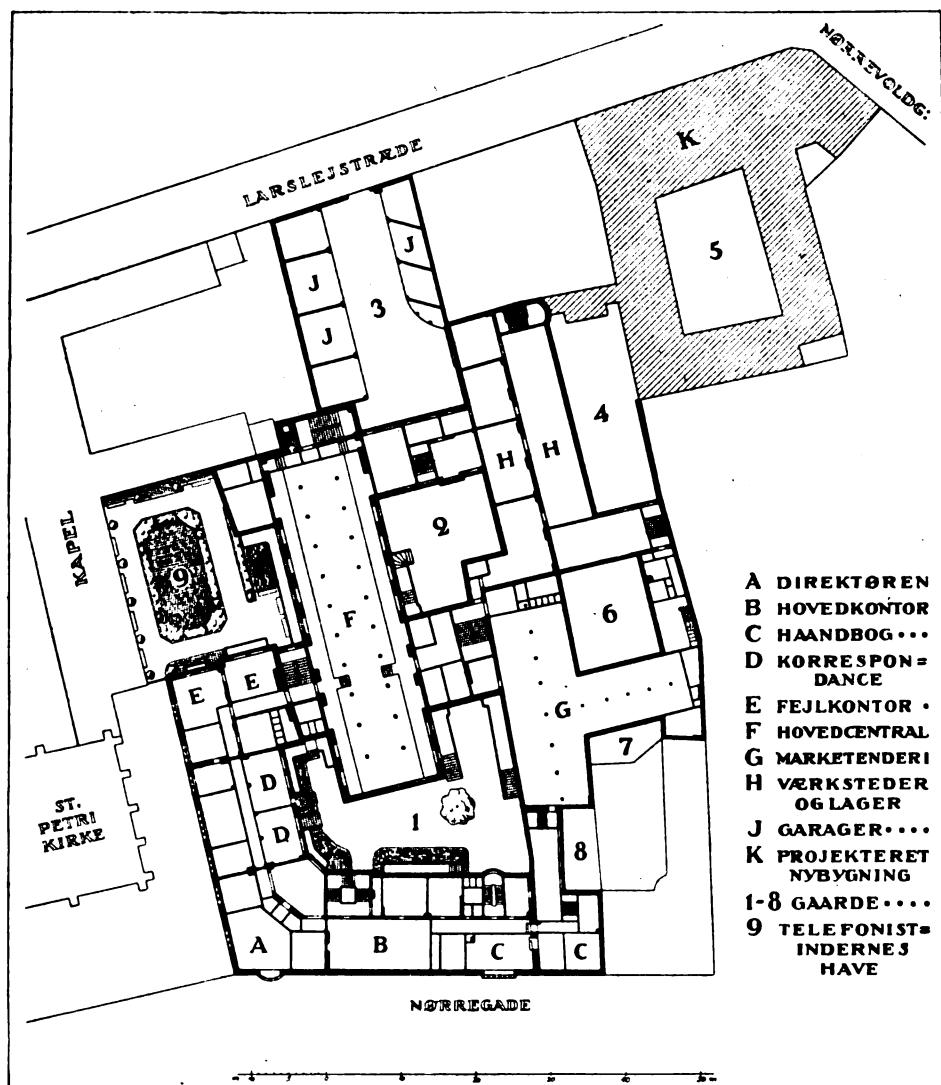 NØRREVOLDG:
LARSLEJSTRÆDE
K
5
J
J
J
3
4
H
H
2
KAPEL
9
F
6
E
E
G
7
D
D
1
8
ST.
PETRI
KIRKE
A
B
C
C
NØRREGADE
A DIREKTØREN
B HOVEDKONTOR
C HAANDBOG • • •
D KORRESPON=
DANCE
E FEJLKONTOR •
F HOVEDCENTRAL
G MARKETENDERI
H VÆRKSTEDER
OG LAGER
J GARAGER • • • •
K PROJEKTERET
NYBYGNING
1-8 GAARDE • • • •
9 TELEFONIST=
INDERNES
HAVE